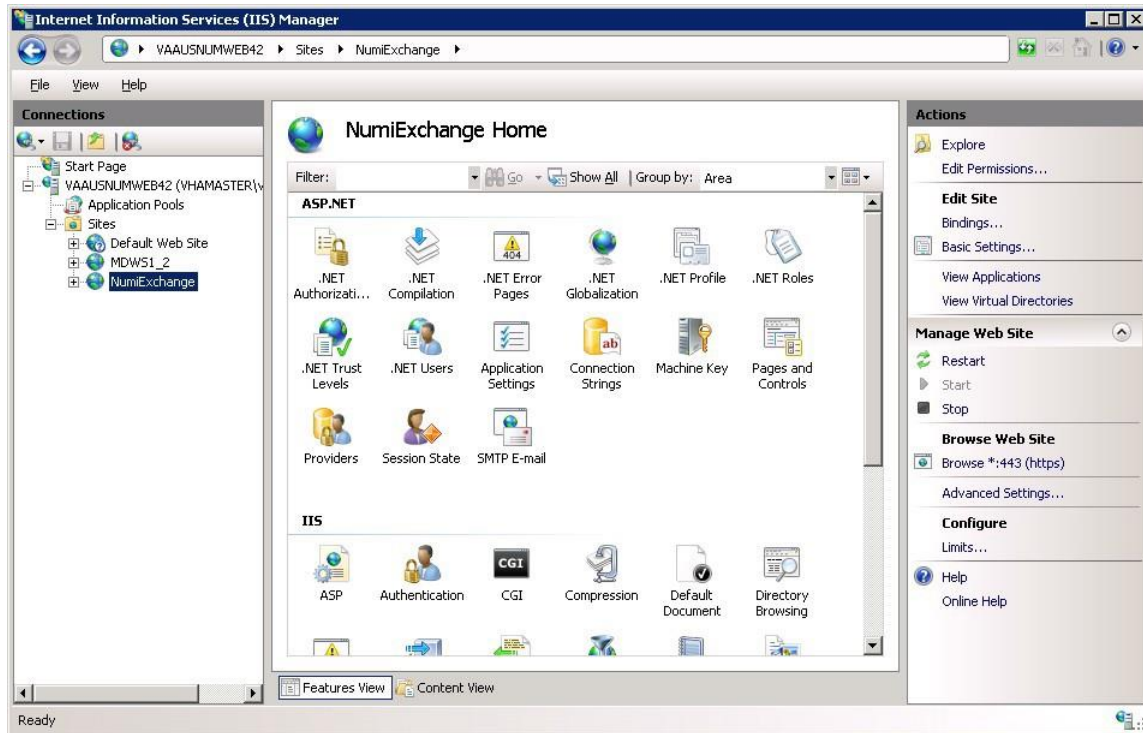 Internet Information Services (IIS) Manager
VAAUSNUMWEB42 Sites NumiExchange
File View Help
Connections
Start Page
VAAUSNUMWEB42 (VHAMASTER\v
Application Pools
Sites
Default Web Site
MDWS1_2
NumiExchange
NumiExchange Home
Filter: Go Show All Group by: Area
ASP.NET
.NET Authorizati...
.NET Compilation
404
.NET Error Pages
.NET Globalization
.NET Profile
.NET Roles
.NET Trust Levels
.NET Users
Application Settings
ab
Connection Strings
Machine Key
Pages and Controls
Providers
Session State
SMTP E-mail
IIS
ASP
Authentication
CGI
CGI
Compression
Default Document
Directory Browsing
Features View
Content View
Actions
Explore
Edit Permissions...
Edit Site
Bindings...
Basic Settings...
View Applications
View Virtual Directories
Manage Web Site
Restart
Start
Stop
Browse Web Site
Browse *:443 (https)
Advanced Settings...
Configure
Limits...
Help
Online Help
Ready